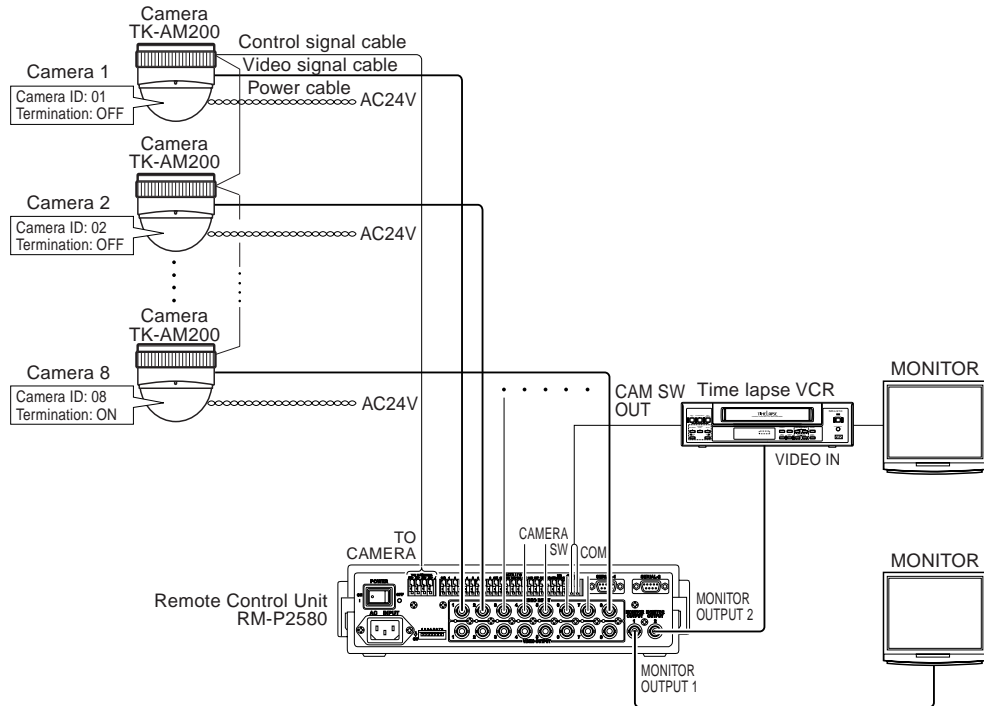 Camera
TK-AM200
Control signal cable
Video signal cable
Power cable
Camera 1
Camera ID: 01
Termination: OFF
AC24V
Camera
TK-AM200
Camera 2
Camera ID: 02
Termination: OFF
AC24V
Camera
TK-AM200
Camera 8
Camera ID: 08
Termination: ON
AC24V
CAM SW
OUT
Time lapse VCR
MONITOR
VIDEO IN
TO
CAMERA
CAMERA
SW
COM
MONITOR
Remote Control Unit
RM-P2580
POWER
AC INPUT
MONITOR
OUTPUT 2
MONITOR
OUTPUT 1